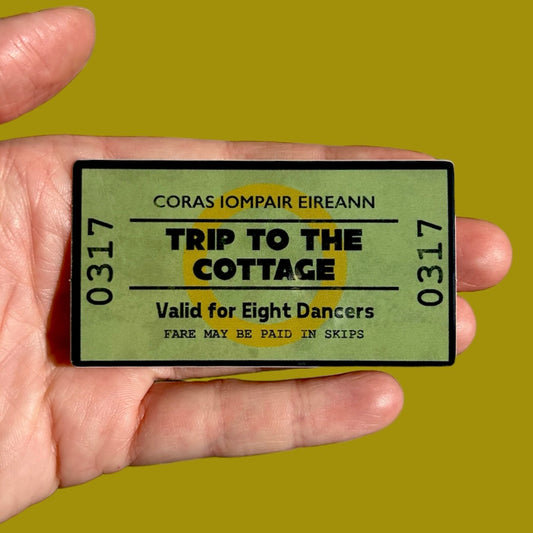 CORAS IOMPAIR EIREANN
TRIP TO THE
COTTAGE
Valid for Eight Dancers
FARE MAY BE PAID IN SKIPS
0317
0317